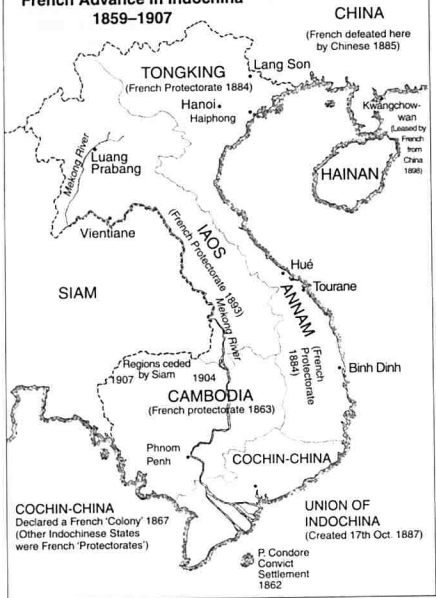 French Advance in Indochina
1859–1907
CHINA
(French defeated here
by Chinese 1885)
Lang Son
TONGKING
(French Protectorate 1884)
Hanoi
Haiphong
Kwangchow-
wan
(Leased by
French
from
China
1898)
HAINAN
Mekong River
Luang
Prabang
Vientiane
LAOS
(French Protectorate 1893)
Mekong River
SIAM
Hué
Tourane
ANNAM
(French
Protectorate
1884)
Binh Dinh
Regions ceded
by Siam
1907
1904
CAMBODIA
(French protectorate 1863)
Phnom
Penh
COCHIN-CHINA
COCHIN-CHINA
Declared a French 'Colony' 1867
(Other Indochinese States
were French 'Protectorates')
UNION OF
INDOCHINA
(Created 17th Oct. 1887)
P. Condore
Convict
Settlement
1862